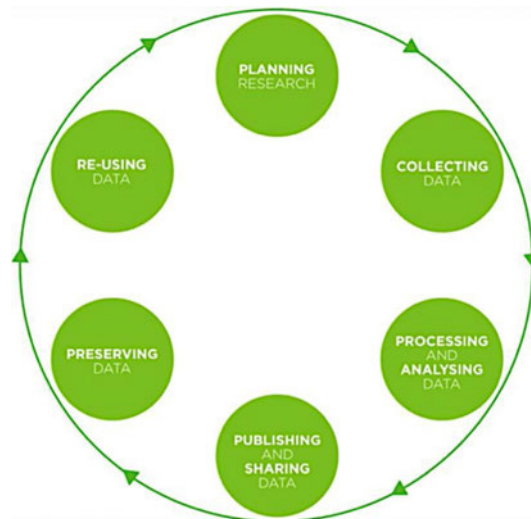 PLANNING
RESEARCH
COLLECTING
DATA
PROCESSING
AND
ANALYSING
DATA
PUBLISHING
AND
SHARING
DATA
PRESERVING
DATA
RE-USING
DATA